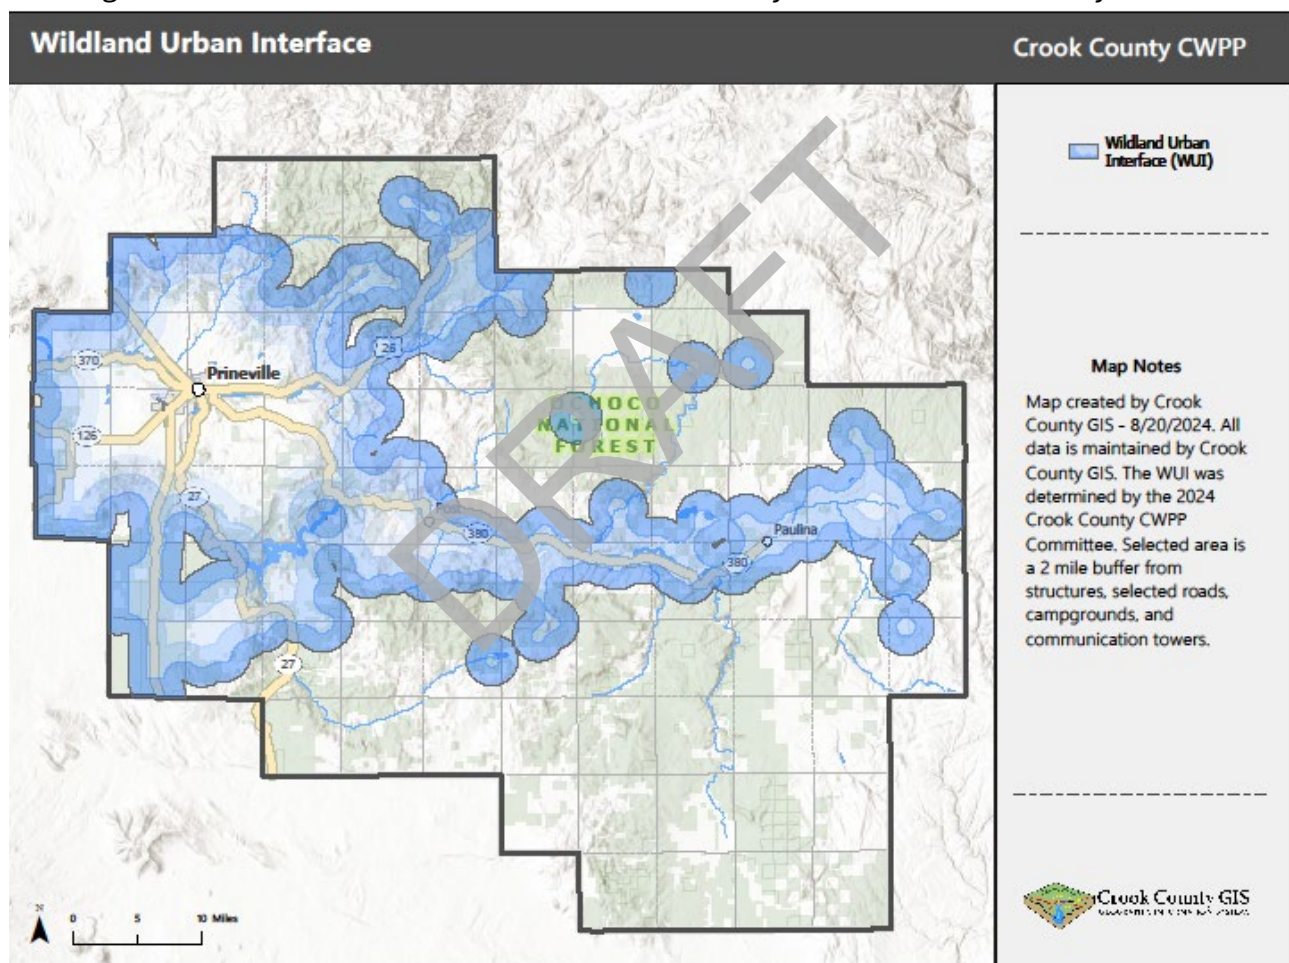 Wildland Urban Interface
Crook County CWPP
Wildland Urban
Interface (WUI)
Map Notes
Map created by Crook
County GIS - 8/20/2024. All
data is maintained by Crook
County GIS. The WUI was
determined by the 2024
Crook County CWPP
Committee. Selected area is
a 2 mile buffer from
structures, selected roads,
campgrounds, and
communication towers.
Crook County GIS
DRAFT
26
370
Prineville
126
OCHOCO
NATIONAL
FOREST
27
Post
380
Paulina
380
27
N
0 5 10 Miles